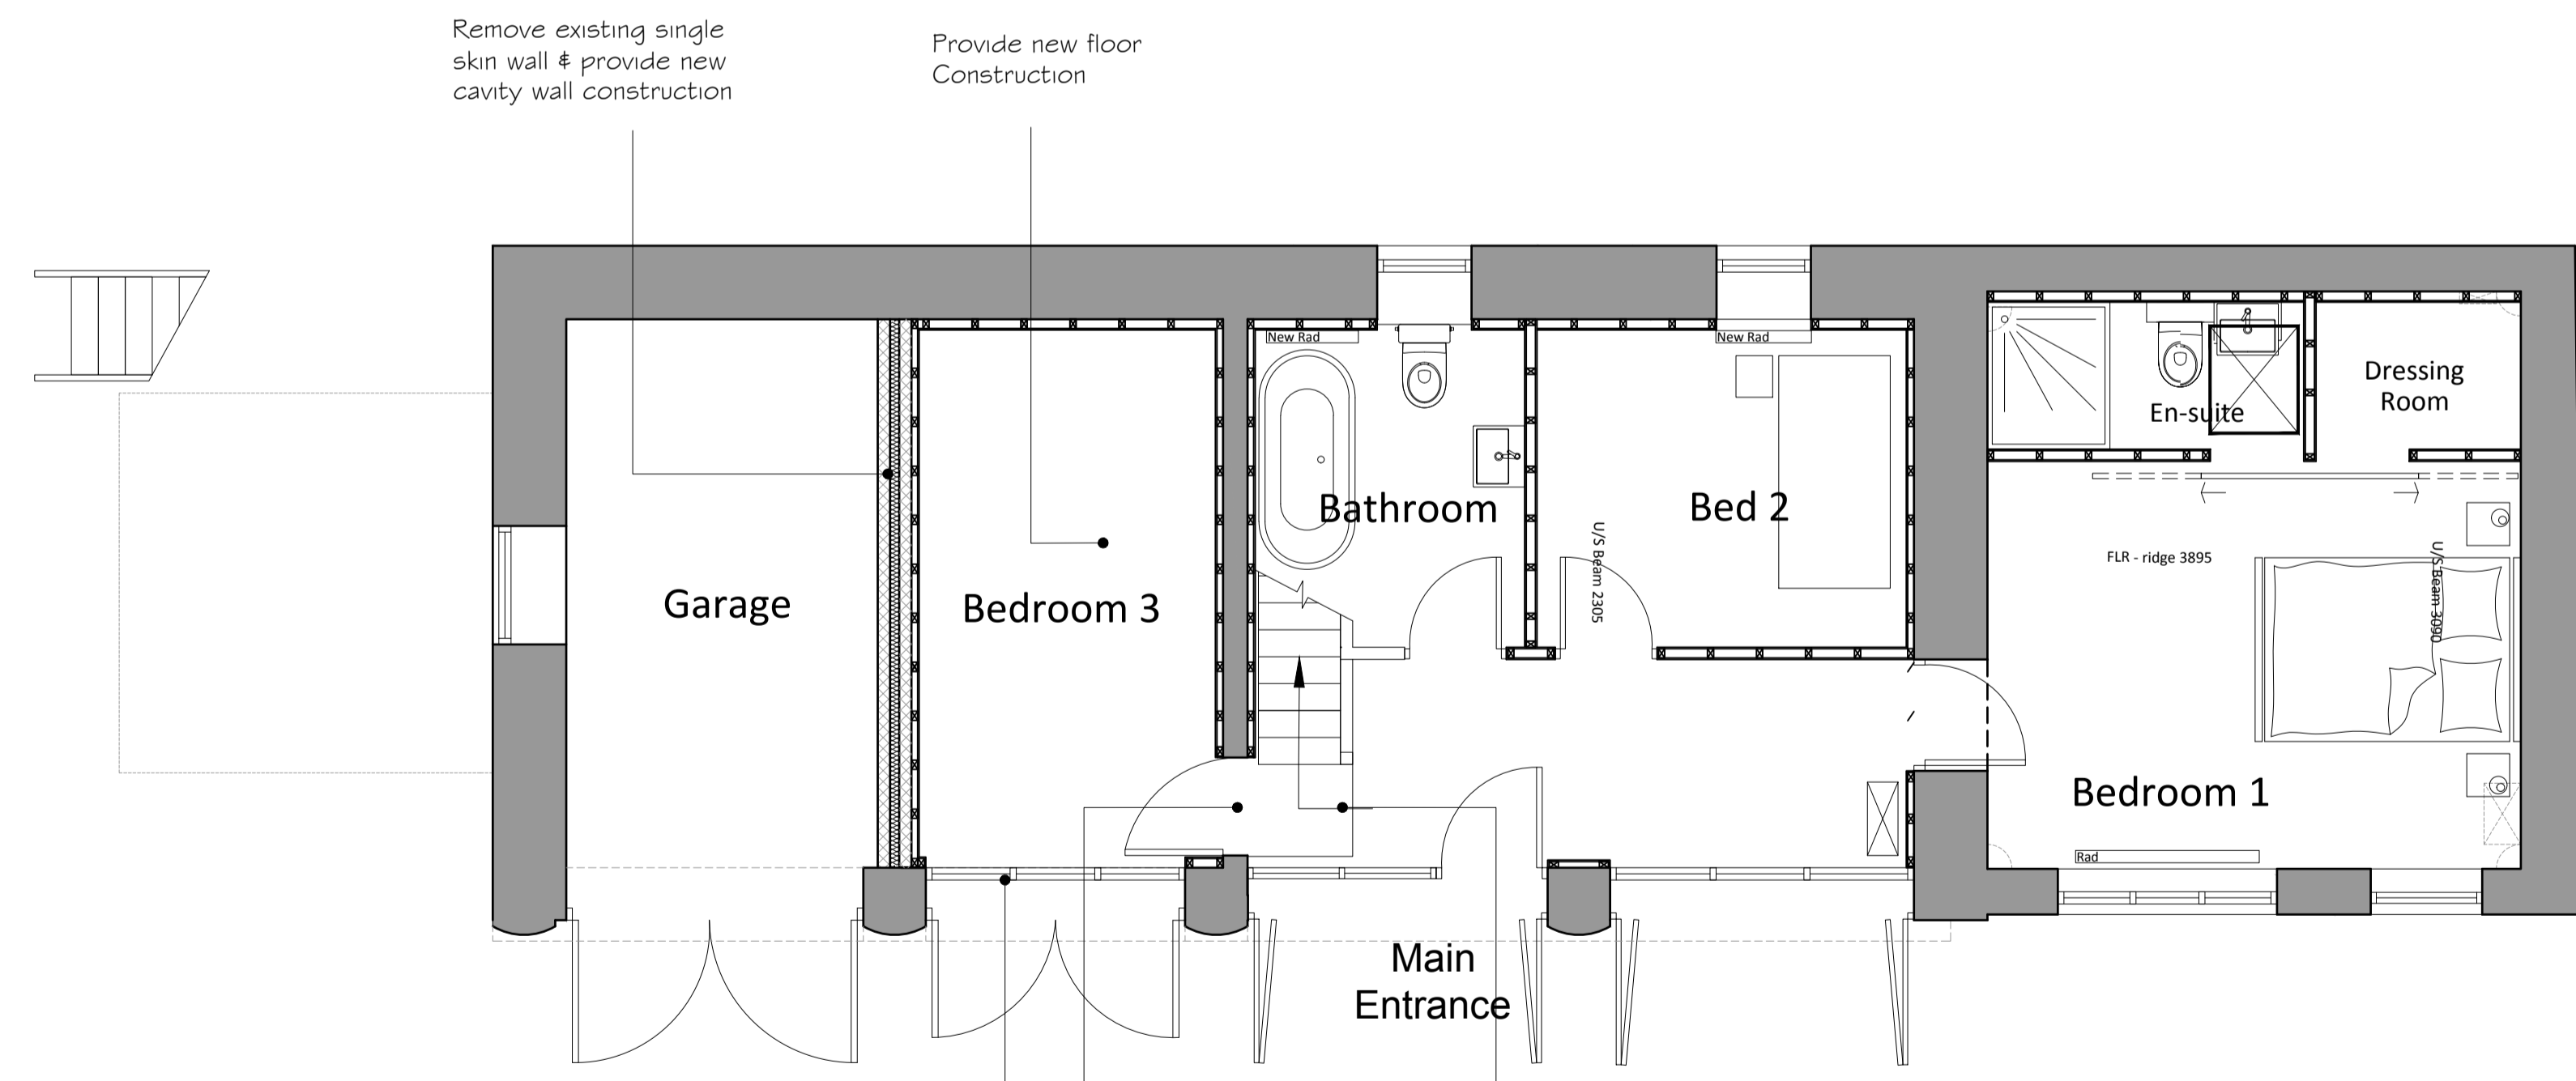 Remove existing single
skin wall & provide new
cavity wall construction
Provide new floor
Construction
New Rad
New Rad
Dressing
Room
En-suite
Bathroom
Bed 2
U/S Beam 2305
FLR - ridge 3895
U/S Beam 3090
Garage
Bedroom 3
Bedroom 1
Rad
Main
Entrance